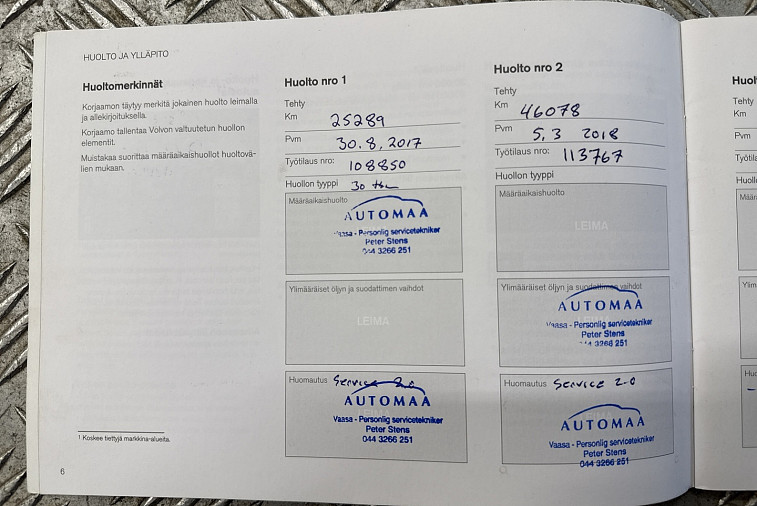 HUOLTO JA YLLÄPITO
Huoltomerkinnät
Korjaamon täytyy merkitä jokainen huolto leimalla
ja allekirjoituksella.
Korjaamo tallentaa Volvon valtuutetun huollon
elementit.
Muistakaa suorittaa määräaikaishuollot huoltovä-
lien mukaan.
1 Koskee tiettyjä markkina-alueita.
6
Huolto nro 1
Tehty
Km 25289
Pvm 30.8, 2017
Työtilaus nro: 108850
Huollon tyyppi 30
Määräaikaishuolto
AUTOMAA
Vaasa - Personlig servicetekniker
Peter Stens
044 3266 251
Ylimääräiset öljyn ja suodattimen vaihdot
LEIMA
Huomautus Service 2.0
AUTOMAA
Vaasa - Personlig servicetekniker
Peter Stens
044 3266 251
Huolto nro 2
Tehty
Km 46078
Pvm 5,3 2018
Työtilaus nro: 113767
Huollon tyyppi
Määräaikaishuolto
LEIMA
Ylimääräiset öljyn ja suodattimen vaihdot
AUTOMAA
Vaasa - Personlig servicetekniker
Peter Stens
44 3266 251
Huomautus Service 2.0
AUTOMAA
Vaasa - Personlig servicetekniker
Peter Stens
044 3266 251
Tehty
Km
Pvm